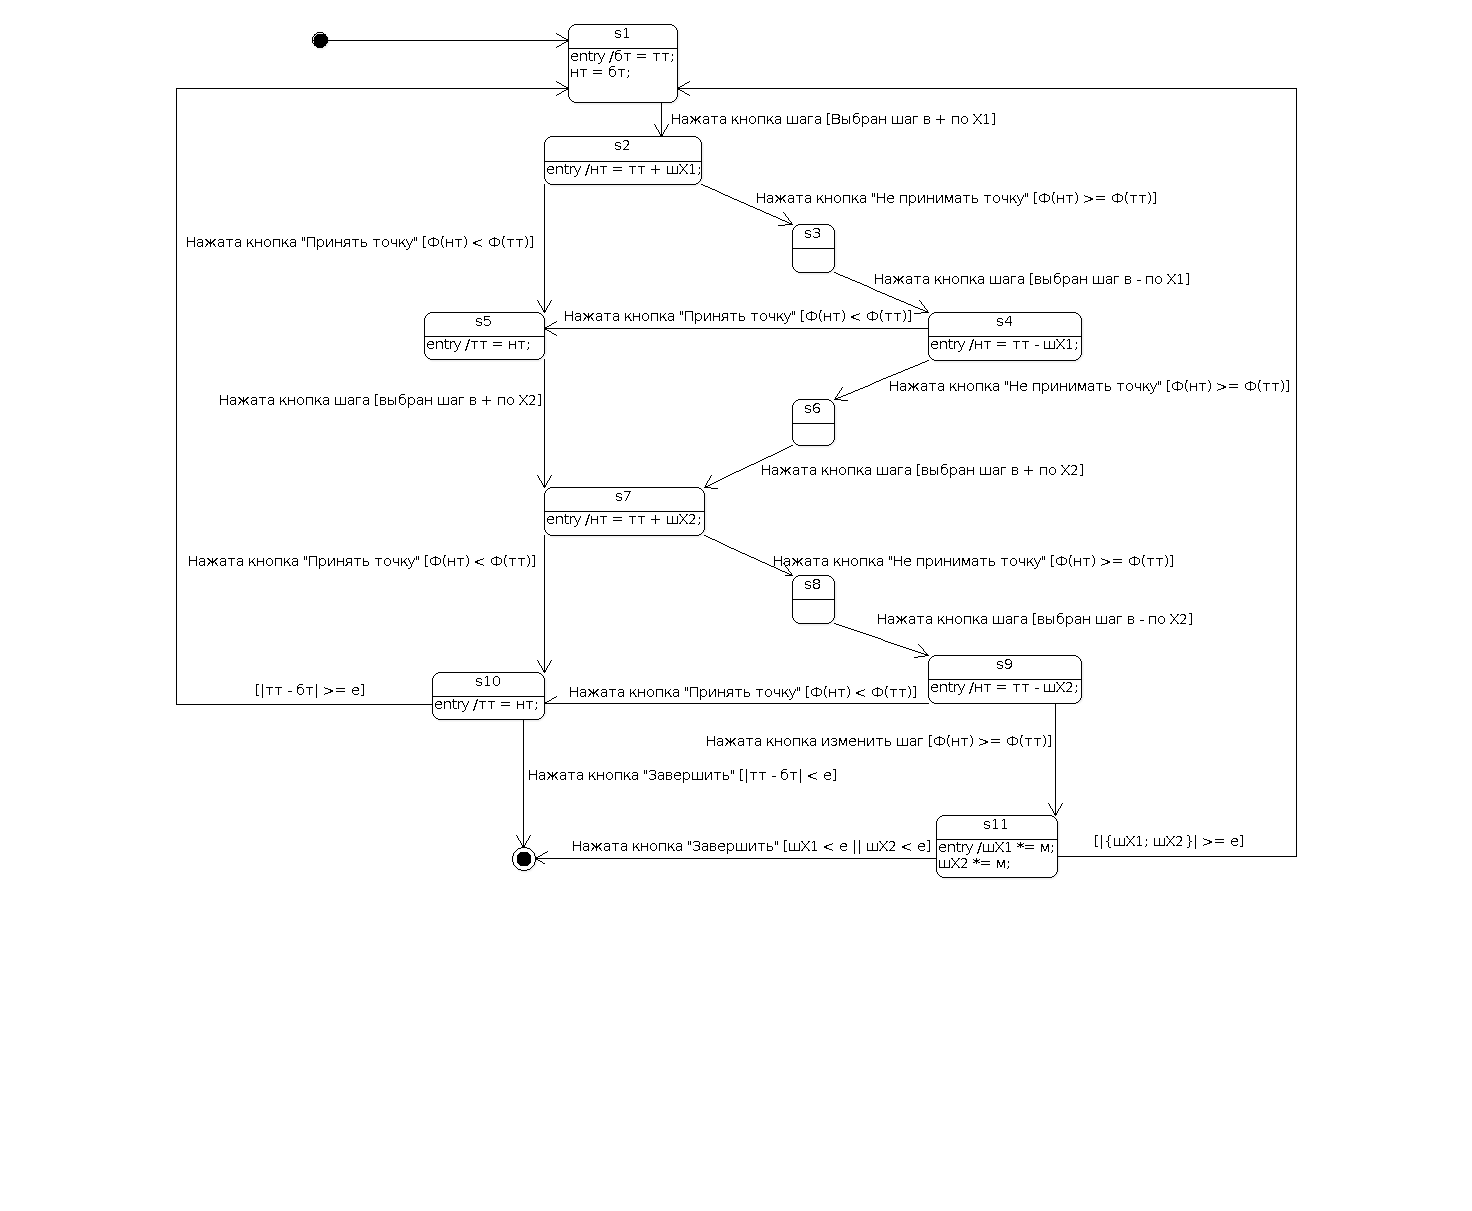 s1
entry /бт = тт;
нт = бт;
Нажата кнопка шага [Выбран шаг в + по X1]
s2
entry /нт = тт + шX1;
Нажата кнопка "Не принимать точку" [Ф(нт) >= Ф(тт)]
s3
Нажата кнопка "Принять точку" [Ф(нт) < Ф(тт)]
Нажата кнопка шага [выбран шаг в - по X1]
Нажата кнопка "Принять точку" [Ф(нт) < Ф(тт)]
s5
entry /тт = нт;
s4
entry /нт = тт - шX1;
Нажата кнопка "Не принимать точку" [Ф(нт) >= Ф(тт)]
Нажата кнопка шага [выбран шаг в + по X2]
s6
Нажата кнопка шага [выбран шаг в + по X2]
s7
entry /нт = тт + шX2;
Нажата кнопка "Принять точку" [Ф(нт) < Ф(тт)]
Нажата кнопка "Не принимать точку" [Ф(нт) >= Ф(тт)]
s8
Нажата кнопка шага [выбран шаг в - по X2]
s9
entry /нт = тт - шX2;
[|тт - бт| >= e]
s10
entry /тт = нт;
Нажата кнопка "Принять точку" [Ф(нт) < Ф(тт)]
Нажата кнопка изменить шаг [Ф(нт) >= Ф(тт)]
Нажата кнопка "Завершить" [|тт - бт| < e]
s11
entry /шX1 *= м;
шX2 *= м;
Нажата кнопка "Завершить" [шX1 < e || шX2 < e]
[|{шX1; шX2}| >= e]